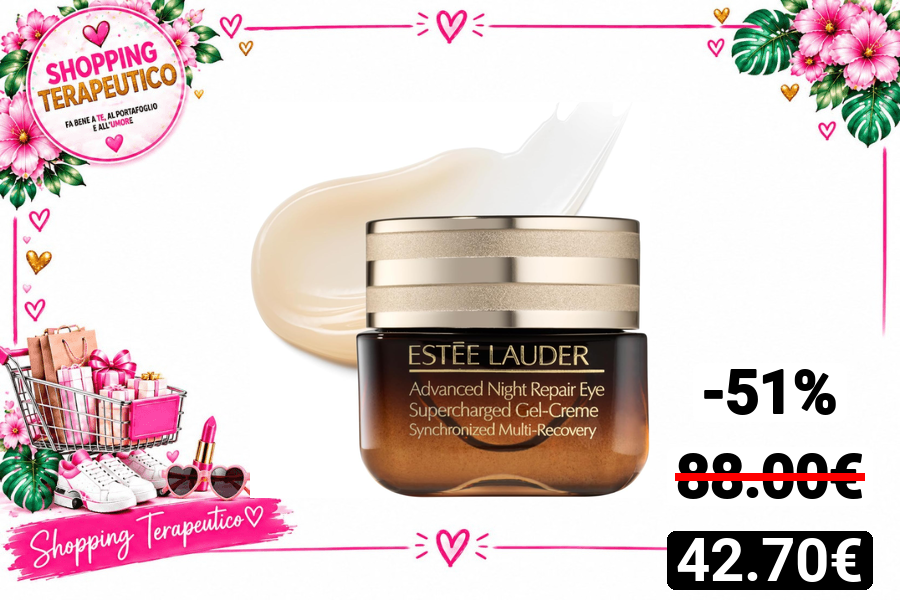 SHOPPING
TERAPEUTICO
FA BENE A TE, AL PORTAFOGLIO
E ALL'UMORE
ESTĒE LAUDER
Advanced Night Repair Eye
Supercharged Gel-Creme
Synchronized Multi-Recovery
-51%
88.00€
42.70€
Shopping Terapeutico